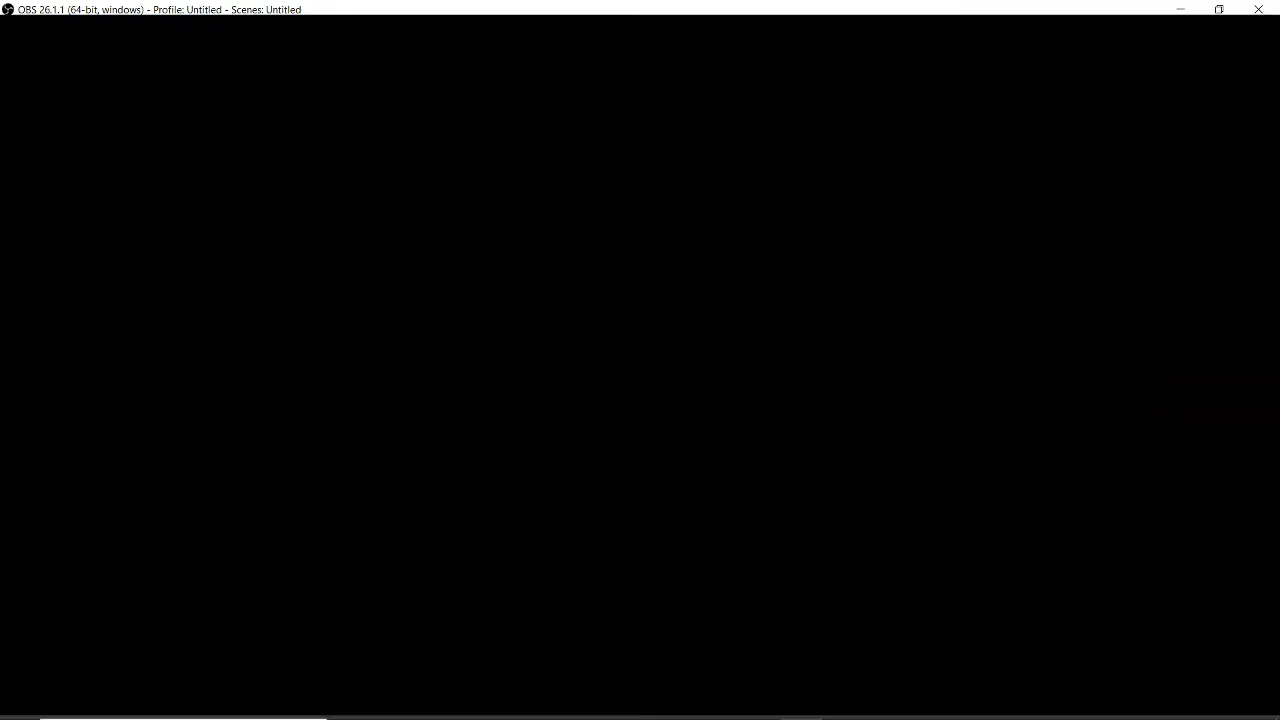 OBS 26.1.1 (64-bit, windows) - Profile: Untitled - Scenes: Untitled